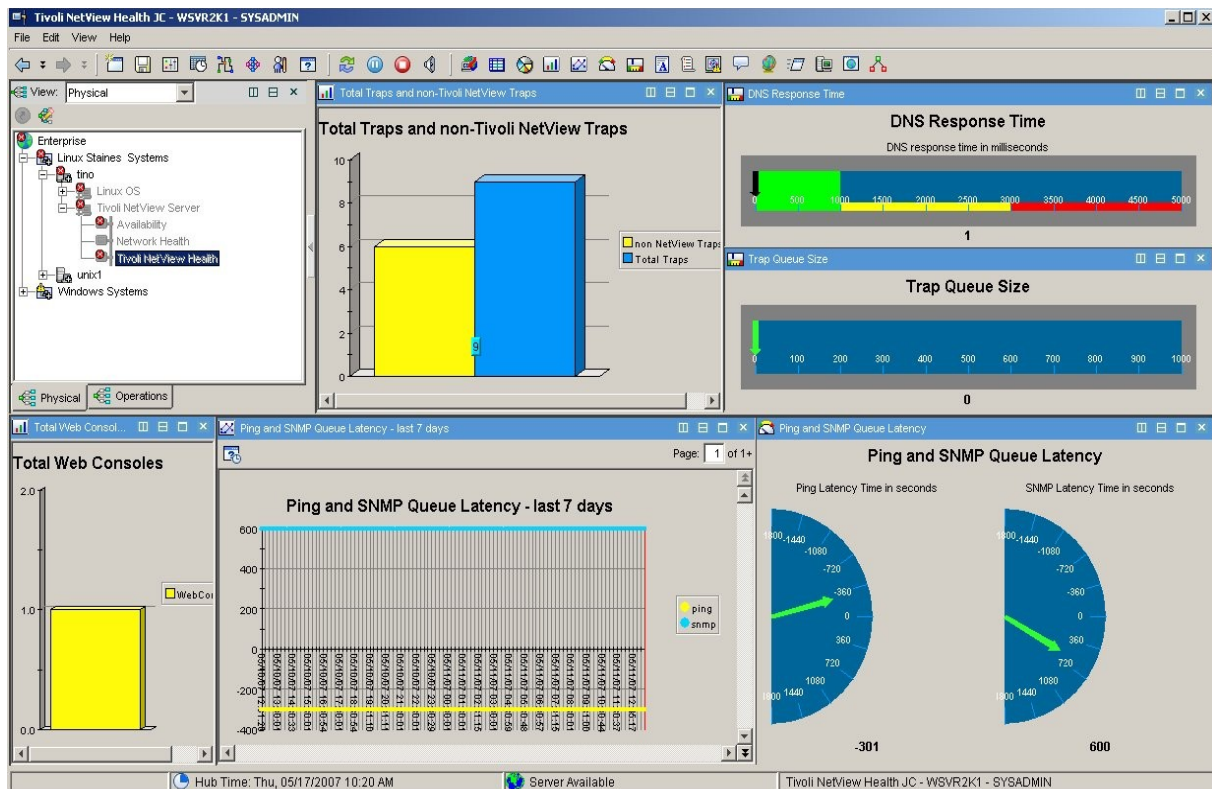 Tivoli NetView Health JC - WSVR2K1 - SYSADMIN
File Edit View Help
View: Physical
Enterprise
Linux Staines Systems
tino
Linux OS
Tivoli NetView Server
Availability
Network Health
Tivoli NetView Health
unix1
Windows Systems
Physical Operations
Total Traps and non-Tivoli NetView Traps
Total Traps and non-Tivoli NetView Traps
10
8
6
4
2
0
9
non NetView Traps
Total Traps
DNS Response Time
DNS Response Time
DNS response time in milliseconds
0 500 1000 1500 2000 2500 3000 3500 4000 4500 5000
1
Trap Queue Size
Trap Queue Size
0 100 200 300 400 500 600 700 800 900 1000
0
Total Web Consol...
Total Web Consoles
2.0
1.0
0.0
WebCo
Ping and SNMP Queue Latency - last 7 days
Page: 1 of 1+
Ping and SNMP Queue Latency - last 7 days
600
400
200
0
-200
-400
ping
snmp
Ping and SNMP Queue Latency
Ping and SNMP Queue Latency
Ping Latency Time in seconds
-1440
-1080
-720
-360
0
360
720
1080
1800 1440
-301
SNMP Latency Time in seconds
-1440
-1080
-720
-360
0
360
720
1080
1800 1440
600
Hub Time: Thu, 05/17/2007 10:20 AM
Server Available
Tivoli NetView Health JC - WSVR2K1 - SYSADMIN